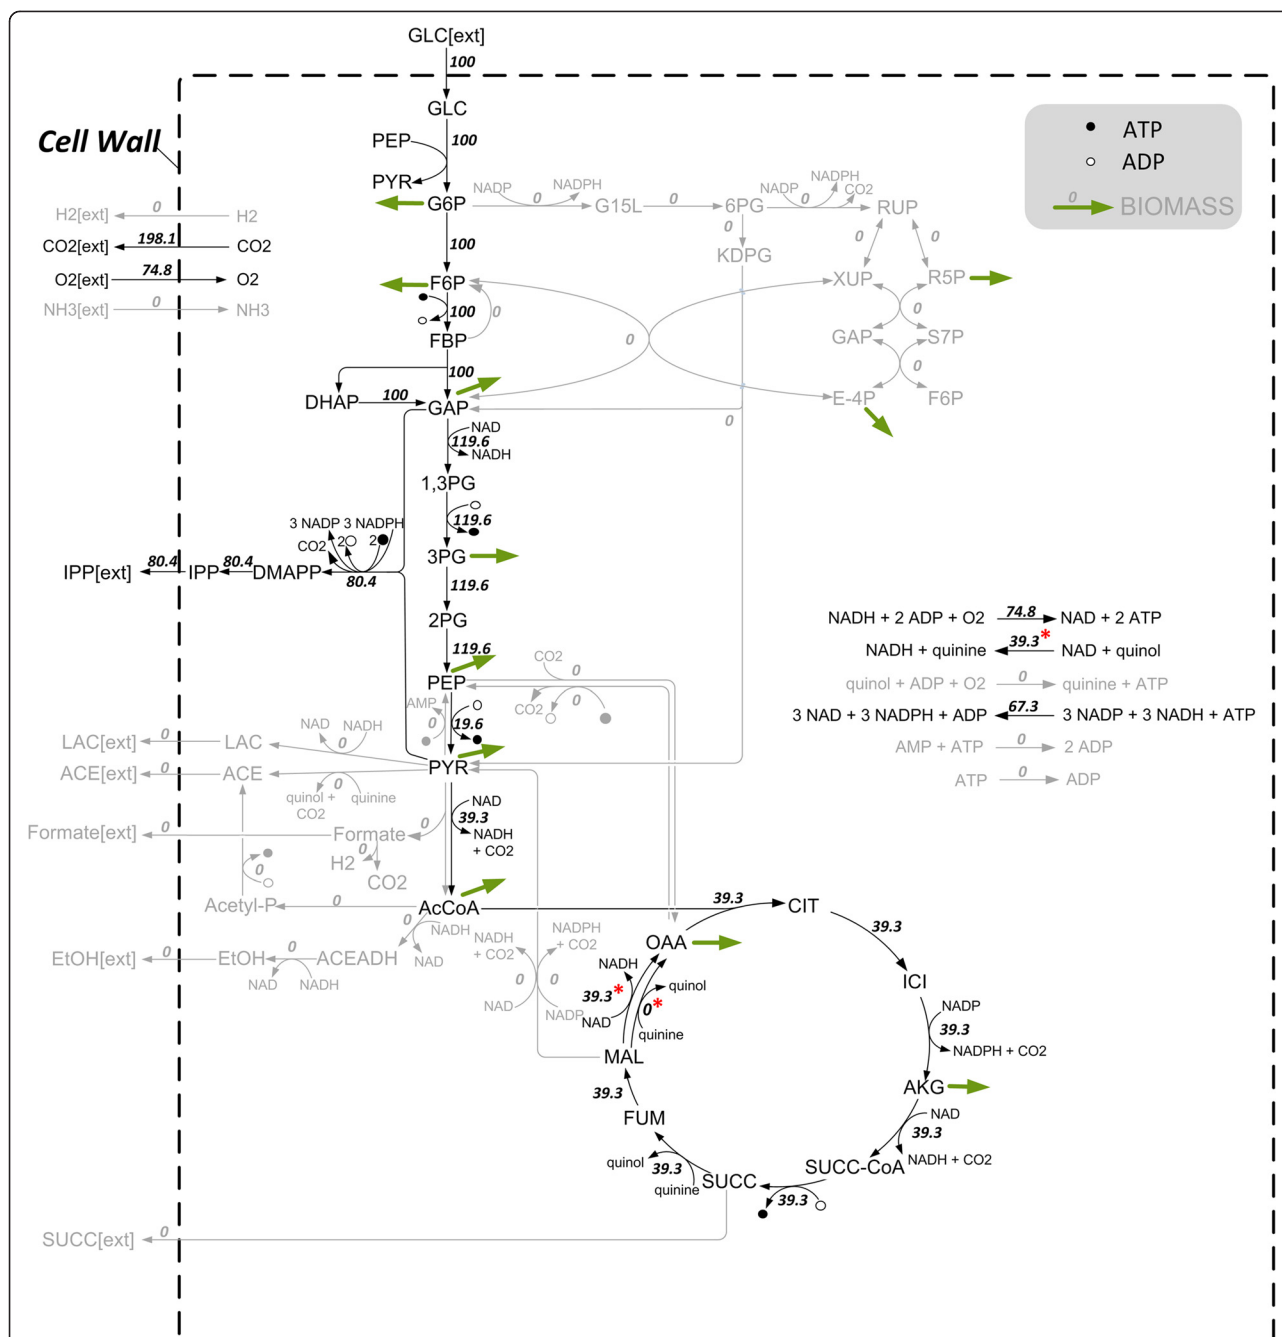 GLC[ext]
100
GLC
Cell Wall
PEP
100
PYR
ATP
ADP
0
BIOMASS
G6P
NADP
0
NADPH
G15L
0
6PG
NADP
0
NADPH
CO2
RUP
H2[ext]
0
H2
CO2[ext]
198.1
CO2
O2[ext]
74.8
O2
NH3[ext]
0
NH3
100
0
KDPG
0
0
F6P
XUP
R5P
100
0
0
FBP
0
GAP
S7P
100
0
DHAP
100
GAP
E-4P
F6P
0
NAD
119.6
NADH
1,3PG
119.6
3 NADP
3 NADPH
CO2
2
2
3PG
IPP[ext]
80.4
IPP
80.4
DMAPP
80.4
119.6
2PG
119.6
NADH + 2 ADP + O2
74.8
NAD + 2 ATP
NADH + quinine
39.3*
NAD + quinol
quinol + ADP + O2
0
quinine + ATP
3 NAD + 3 NADPH + ADP
67.3
3 NADP + 3 NADH + ATP
AMP + ATP
0
2 ADP
ATP
0
ADP
PEP
CO2
0
CO2
0
AMP
0
19.6
LAC[ext]
0
LAC
NAD
0
NADH
ACE[ext]
0
ACE
PYR
quinol +
CO2
0
quinine
NAD
39.3
NADH
+ CO2
Formate[ext]
0
Formate
0
0
H2
CO2
0
Acetyl-P
0
AcCoA
39.3
CIT
39.3
EtOH[ext]
0
EtOH
0
ACEADH
NAD
NADH
0
NADH
NAD
NADH
+ CO2
NADPH
+ CO2
0
0
NAD
NADP
OAA
NADH
quinol
39.3*
0*
NAD
quinine
ICI
NADP
39.3
NADPH + CO2
MAL
39.3
AKG
NAD
39.3
NADH + CO2
FUM
quinol
39.3
quinine
SUCC
SUCC-CoA
39.3
SUCC[ext]
0